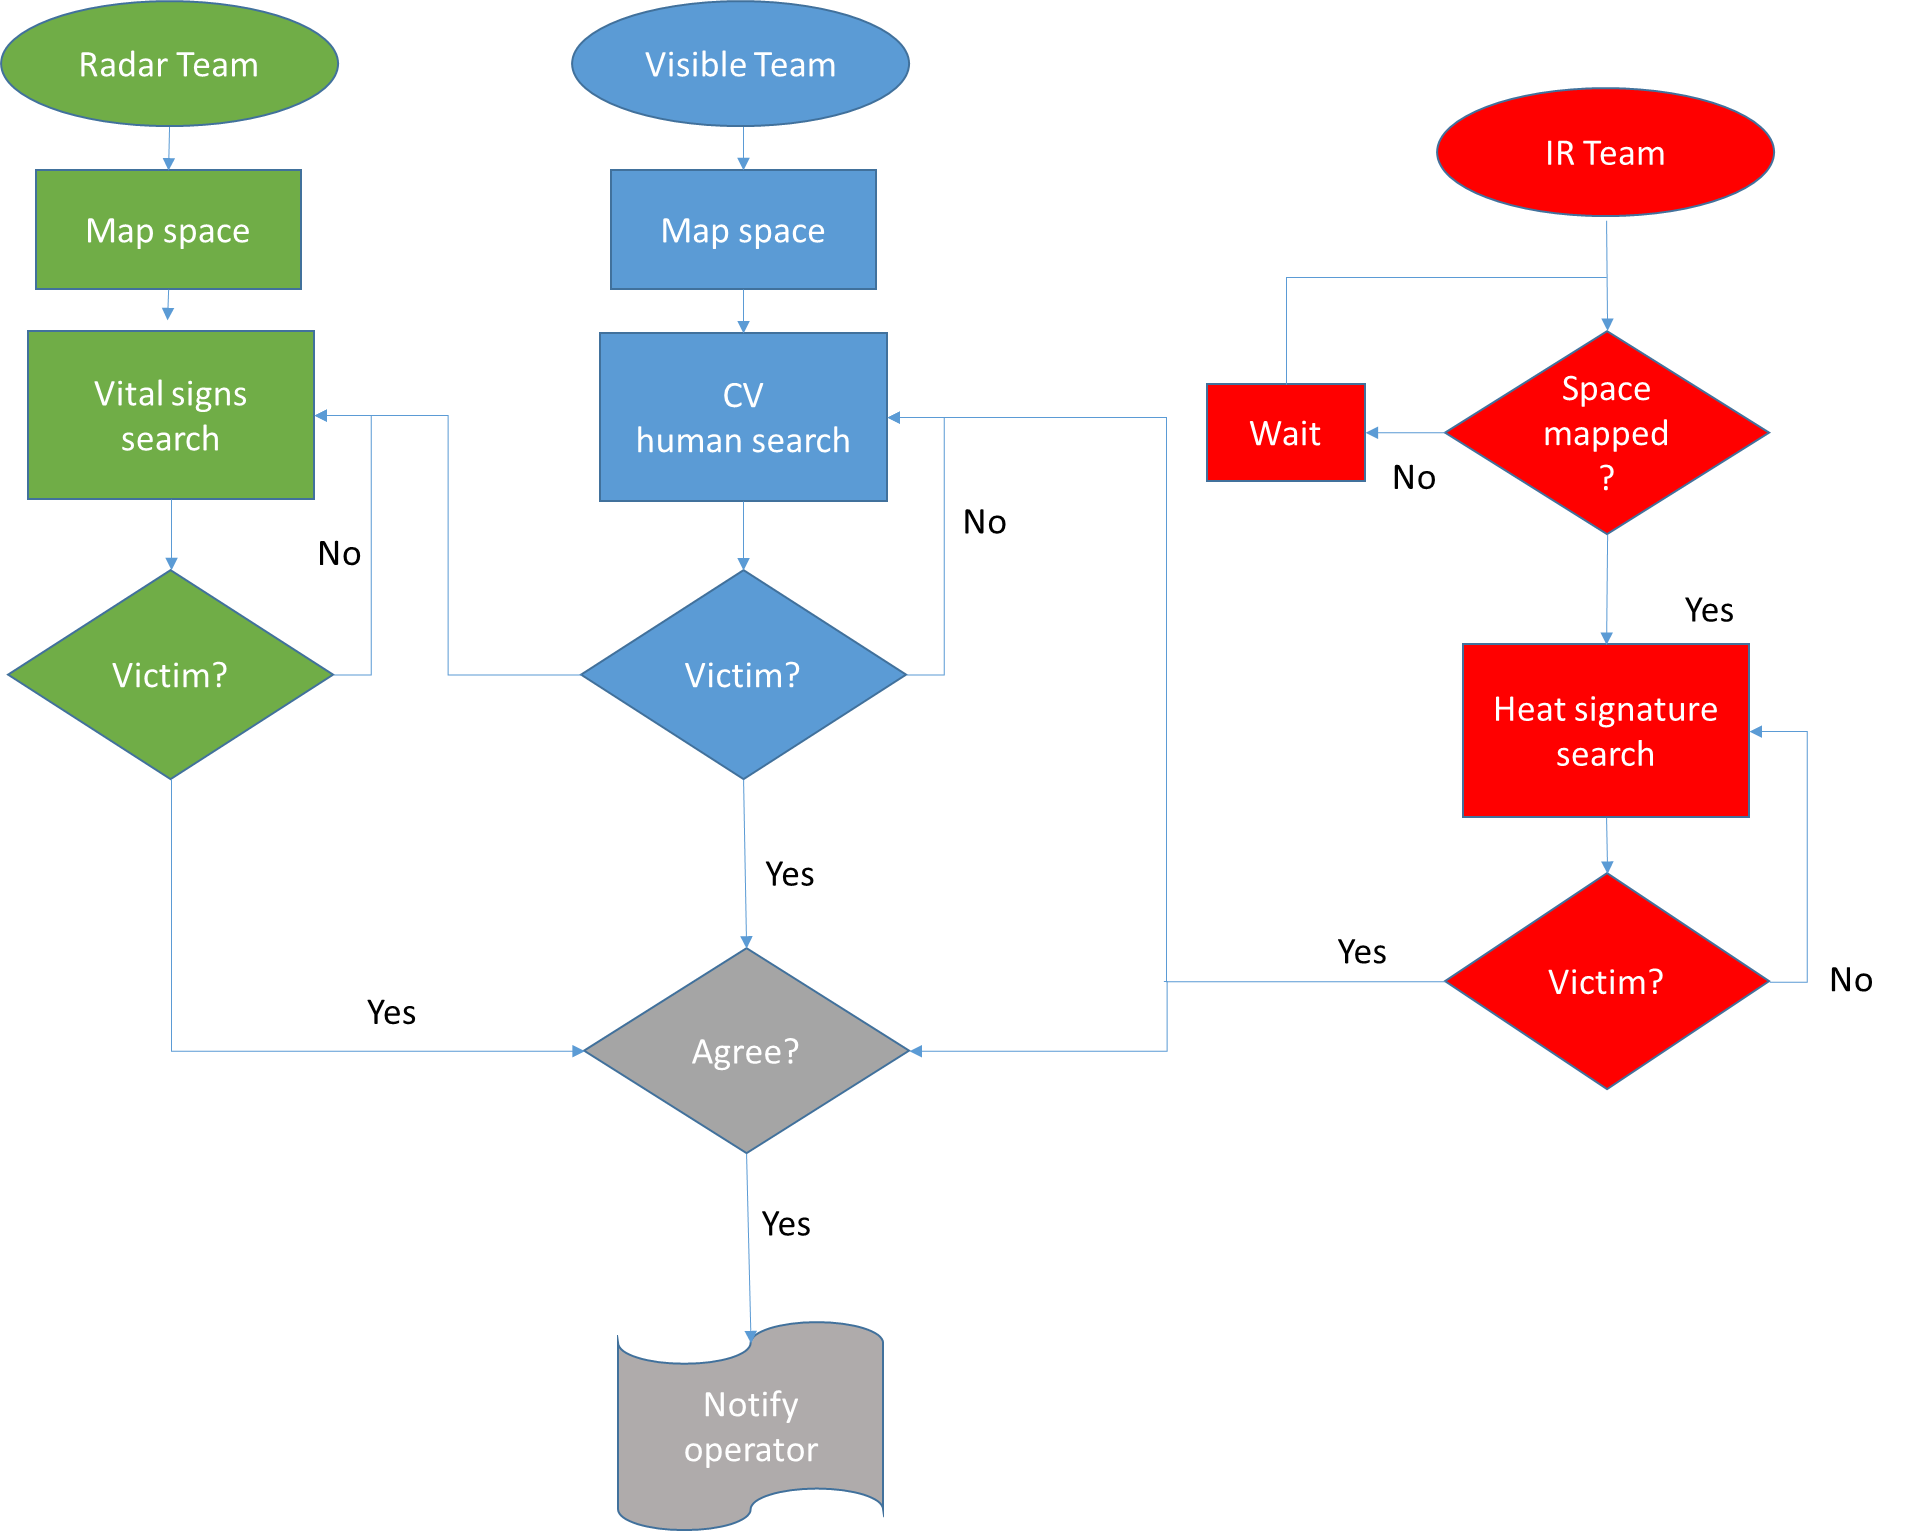 Radar Team
Map space
Vital signs
search
No
Victim?
Yes
Visible Team
Map space
CV
human search
No
Victim?
Yes
Agree?
Yes
Notify
operator
IR Team
Space
mapped
?
Wait
No
Yes
Heat signature
search
Victim?
Yes
No